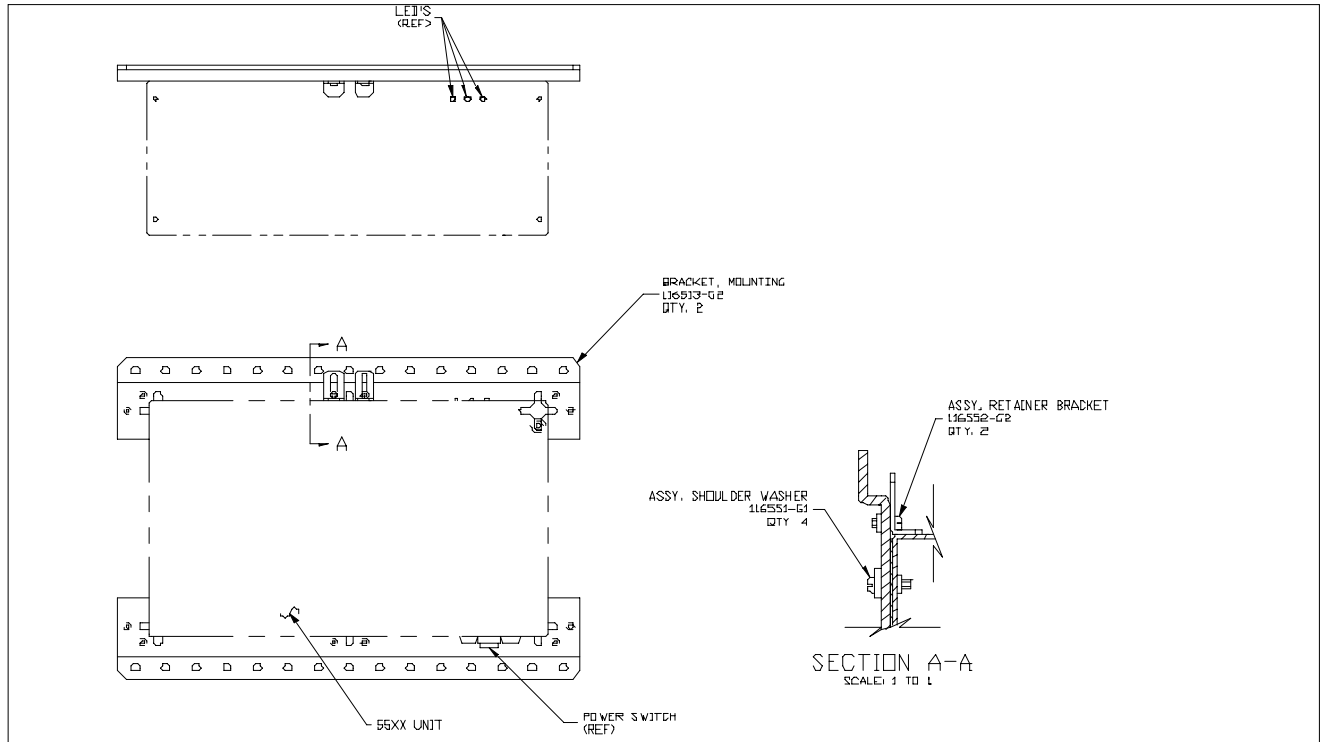 LED'S
(REF)
BRACKET, MOUNTING
116513-G2
QTY. 2
A
A
ASSY. RETAINER BRACKET
116552-G2
QTY. 2
ASSY. SHOULDER WASHER
116551-G1
QTY 4
SECTION A-A
SCALE: 1 TO 1
55XX UNIT
POWER SWITCH
(REF)